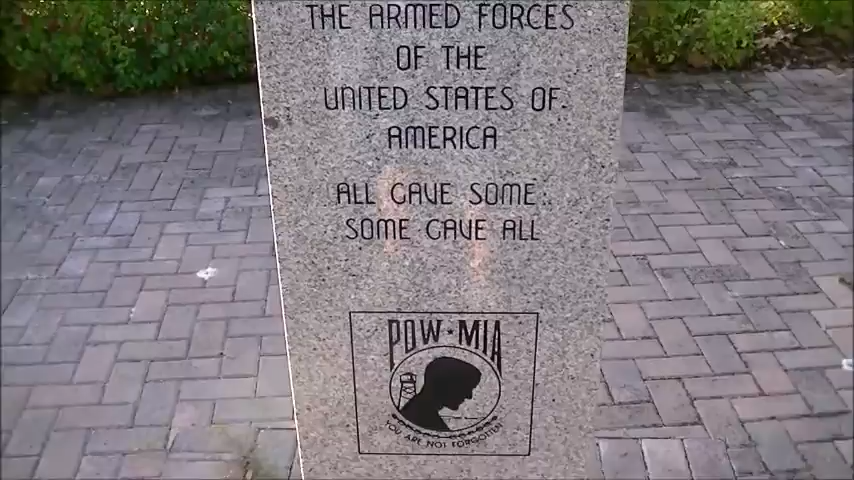 THE ARMED FORCES
OF THE
UNITED STATES OF
AMERICA
ALL GAVE SOME
SOME GAVE ALL
POW★MIA
YOU ARE NOT FORGOTTEN